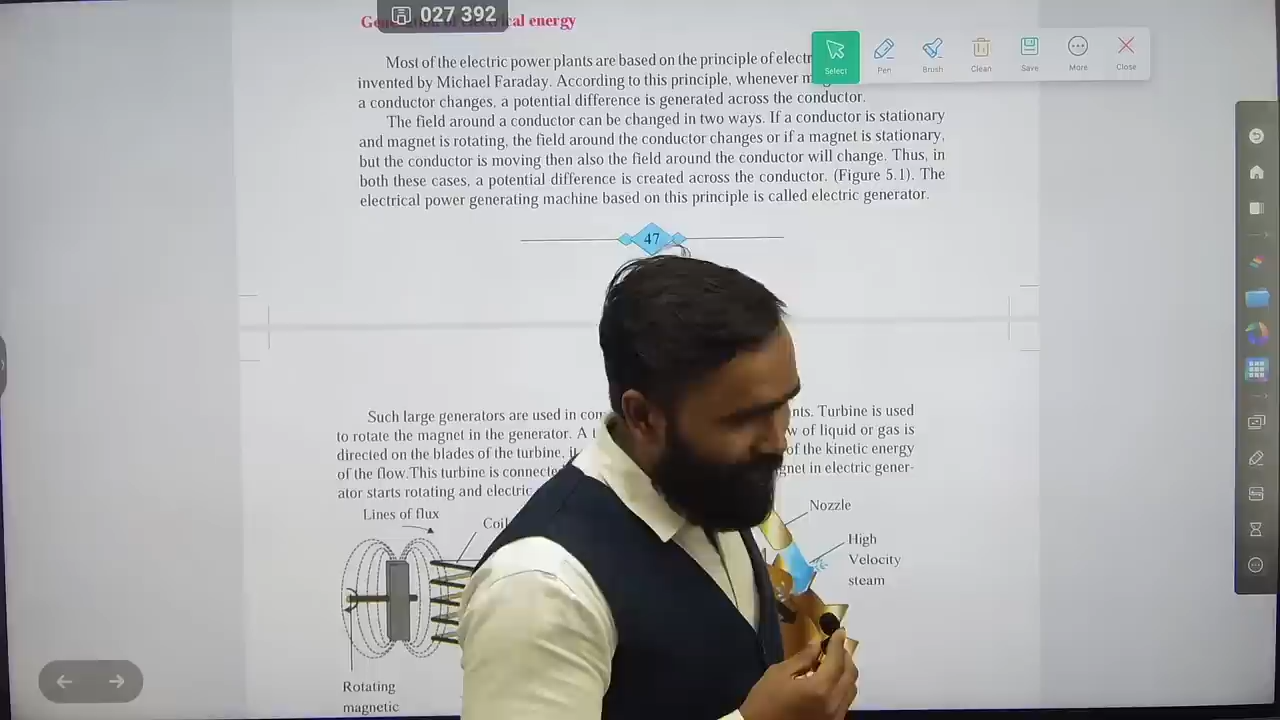 027 392
Ge al energy
Select
Pen
Brush
Clean
Save
More
Close
Most of the electric power plants are based on the principle of electr
invented by Michael Faraday. According to this principle, whenever m
a conductor changes, a potential difference is generated across the conductor.
The field around a conductor can be changed in two ways. If a conductor is stationary
and magnet is rotating, the field around the conductor changes or if a magnet is stationary,
but the conductor is moving then also the field around the conductor will change. Thus, in
both these cases, a potential difference is created across the conductor. (Figure 5.1). The
electrical power generating machine based on this principle is called electric generator.
47
Such large generators are used in con nts. Turbine is used
to rotate the magnet in the generator. A t w of liquid or gas is
directed on the blades of the turbine, it of the kinetic energy
of the flow.This turbine is connecte gnet in electric gener-
ator starts rotating and electric
Lines of flux
Coil
Nozzle
High
Velocity
steam
Rotating
magnetic